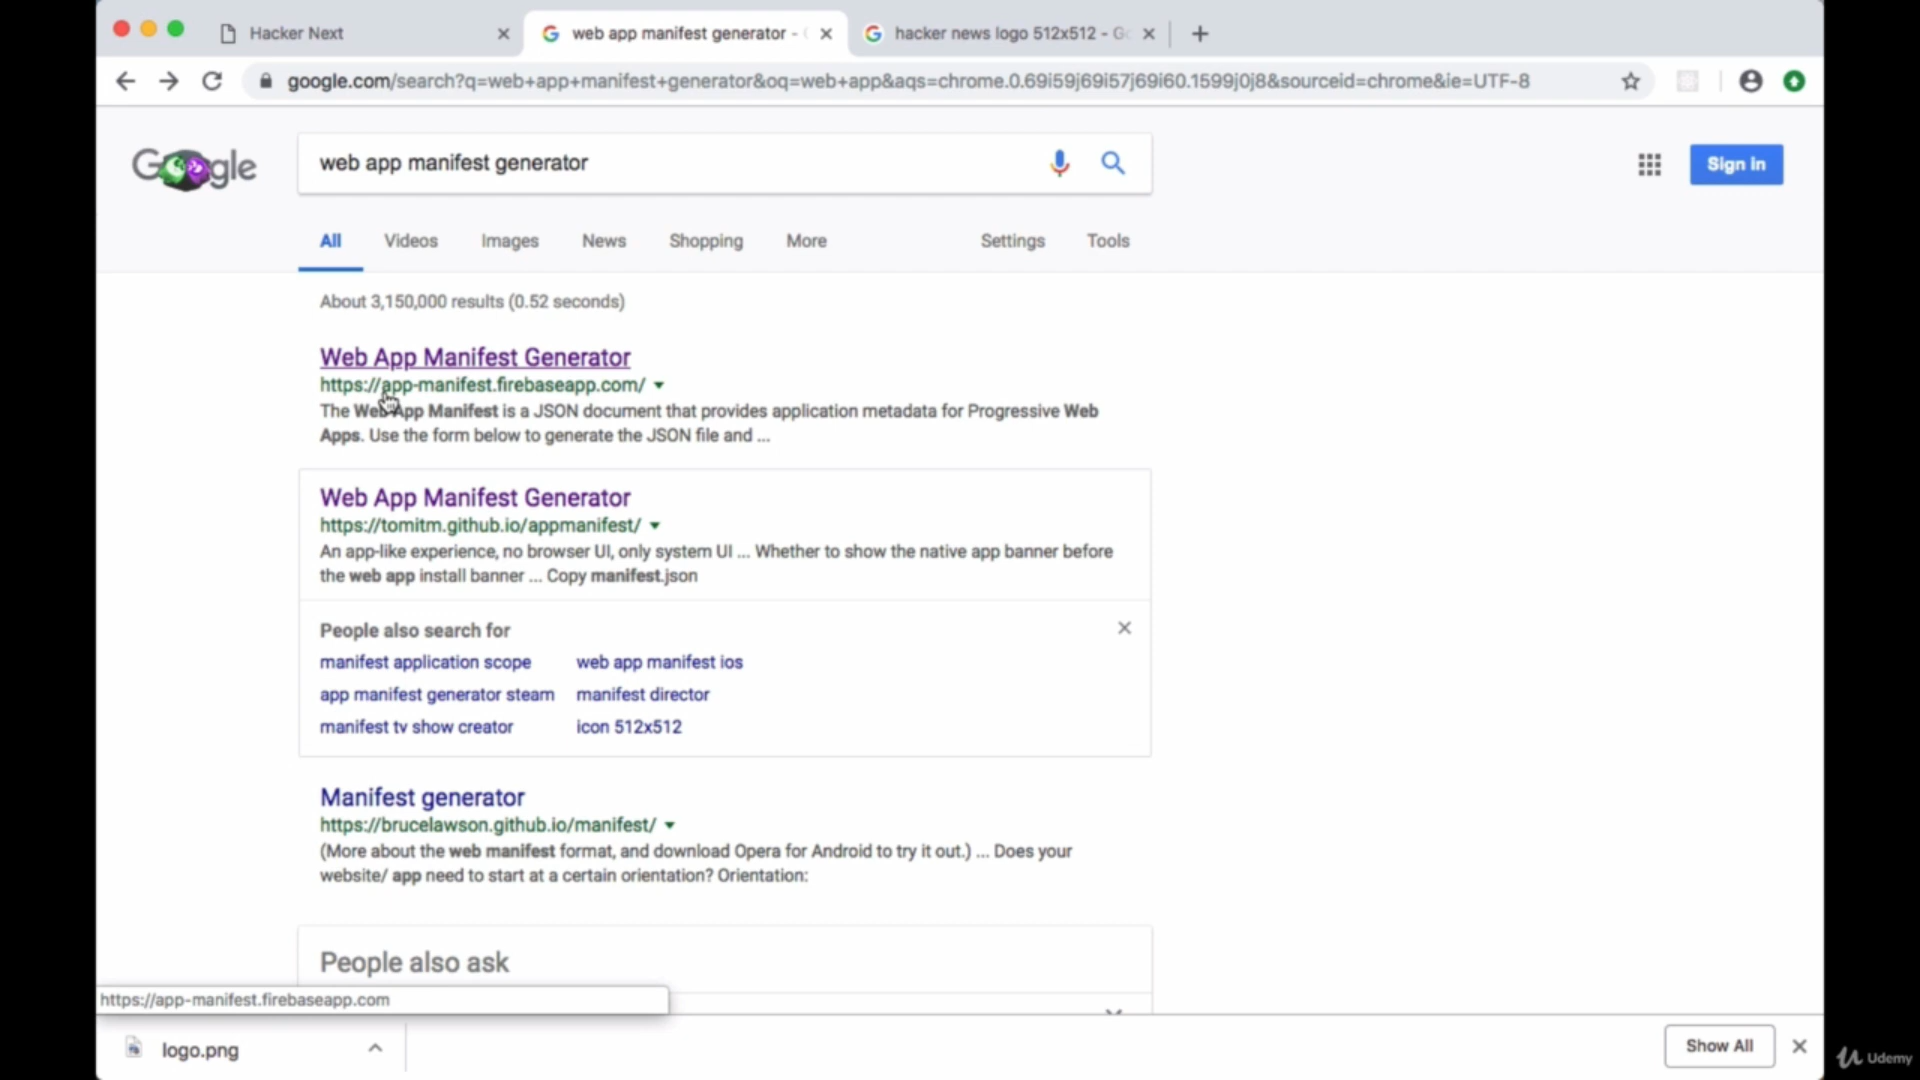 Hacker Next
web app manifest generator - (
hacker news logo 512x512 - Go
google.com/search?q=web+app+manifest+generator&oq=web+app&aqs=chrome.0.69i59j69i57j69i60.1599j0j8&sourceid=chrome&ie=UTF-8
Google
web app manifest generator
Sign in
All Videos Images News Shopping More Settings Tools
About 3,150,000 results (0.52 seconds)
Web App Manifest Generator
https://app-manifest.firebaseapp.com/
The Web App Manifest is a JSON document that provides application metadata for Progressive Web
Apps. Use the form below to generate the JSON file and ...
Web App Manifest Generator
https://tomitm.github.io/appmanifest/
An app-like experience, no browser UI, only system UI ... Whether to show the native app banner before
the web app install banner ... Copy manifest.json
People also search for
manifest application scope web app manifest ios
app manifest generator steam manifest director
manifest tv show creator icon 512x512
Manifest generator
https://brucelawson.github.io/manifest/
(More about the web manifest format, and download Opera for Android to try it out.) ... Does your
website/ app need to start at a certain orientation? Orientation:
People also ask
https://app-manifest.firebaseapp.com
logo.png
Show All
Udemy